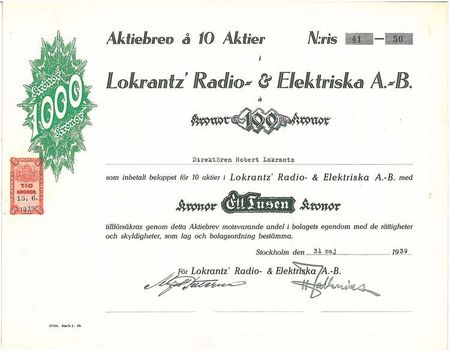 Aktiebrev å 10 Aktier N:ris 41 — 50
i
Lokrantz' Radio- & Elektriska A.-B.
à
Kronor 100 Kronor
Kronor
1000
Kronor
TIO
KRONOR
15. 6.
1939
Direktören Robert Lokrantz
som inbetalt beloppet för 10 aktier i Lokrantz' Radio- & Elektriska A.-B. med
Kronor Ett Tusen Kronor
tillförsäkras genom detta Aktiebrev motsvarande andel i bolagets egendom med de rättigheter
och skyldigheter, som lag och bolagsordning bestämma.
Stockholm den 31 maj 1939
För Lokrantz' Radio- & Elektriska A.-B.